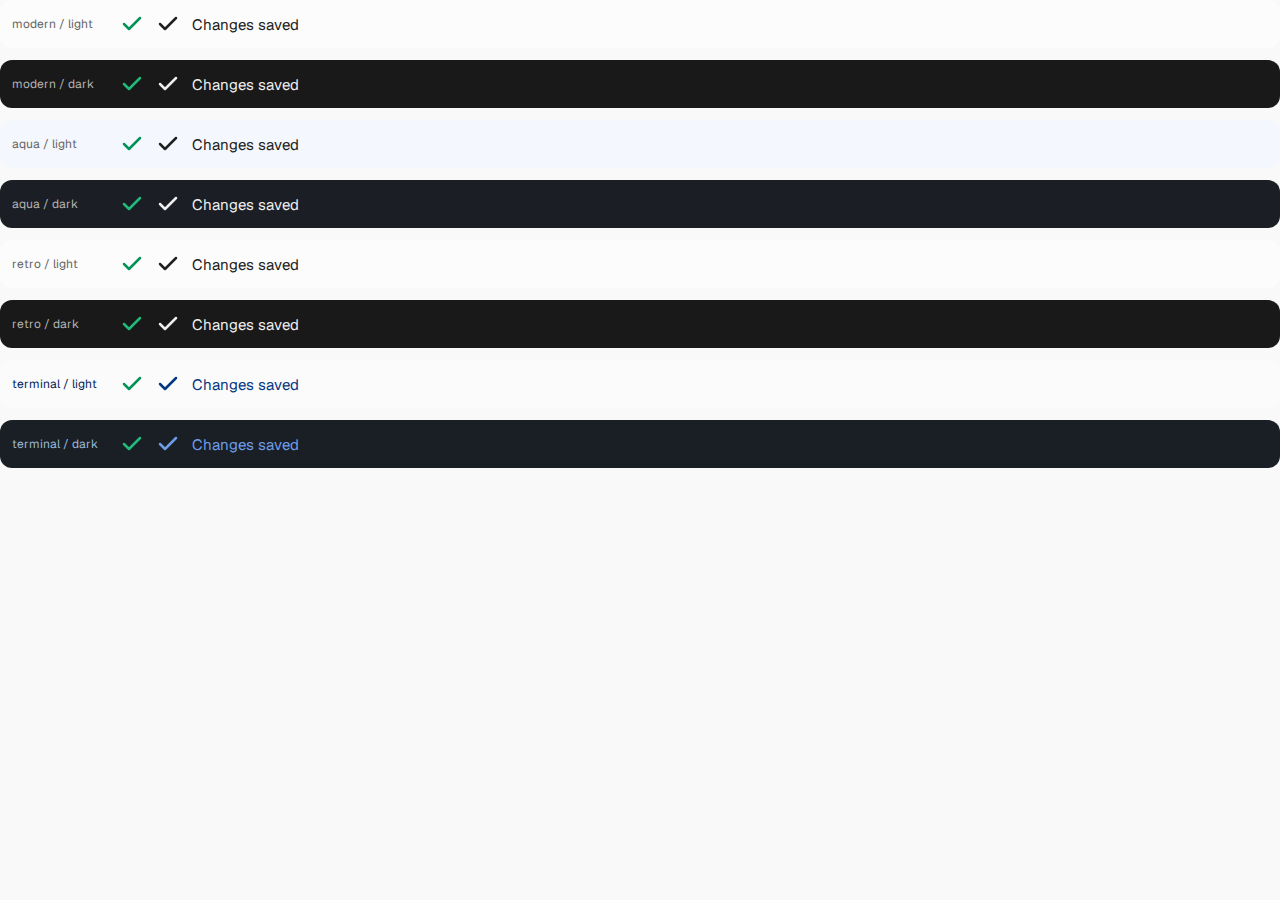 modern / light Changes saved
modern / dark Changes saved
aqua / light Changes saved
aqua / dark Changes saved
retro / light Changes saved
retro / dark Changes saved
terminal / light Changes saved
terminal / dark Changes saved